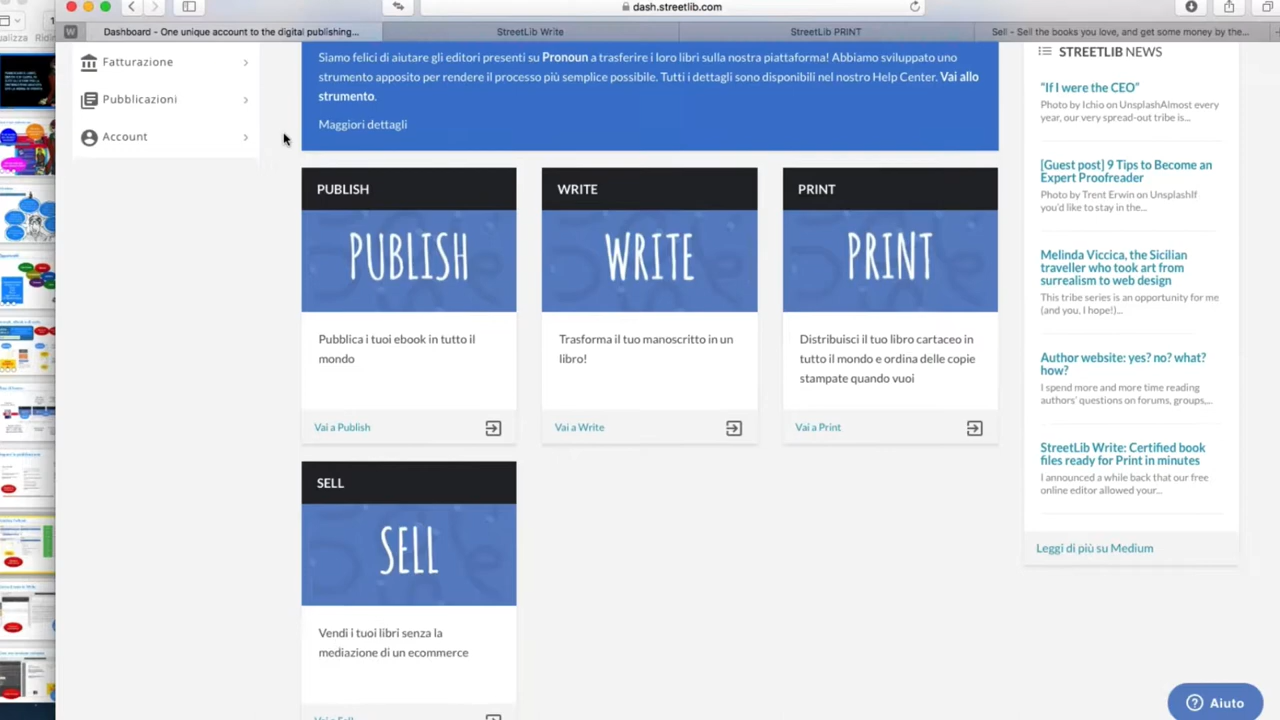 dash.streetlib.com
W
Dashboard - One unique account to the digital publishing...
StreetLib Write
StreetLib PRINT
Sell - Sell the books you love, and get some money by the...
Fatturazione
Pubblicazioni
Account
Siamo felici di aiutare gli editori presenti su Pronoun a trasferire i loro libri sulla nostra piattaforma! Abbiamo sviluppato uno
strumento apposito per rendere il processo più semplice possibile. Tutti i dettagli sono disponibili nel nostro Help Center. Vai allo
strumento.
Maggiori dettagli
PUBLISH
PUBLISH
Pubblica i tuoi ebook in tutto il
mondo
Vai a Publish
WRITE
WRITE
Trasforma il tuo manoscritto in un
libro!
Vai a Write
PRINT
PRINT
Distribuisci il tuo libro cartaceo in
tutto il mondo e ordina delle copie
stampate quando vuoi
Vai a Print
SELL
SELL
Vendi i tuoi libri senza la
mediazione di un ecommerce
Vai a Sell
STREETLIB NEWS
“If I were the CEO”
Photo by Ichio on UnsplashAlmost every
year, our very spread-out tribe is...
[Guest post] 9 Tips to Become an
Expert Proofreader
Photo by Trent Erwin on UnsplashIf
you'd like to stay in the...
Melinda Viccica, the Sicilian
traveller who took art from
surrealism to web design
This tribe series is an opportunity for me
(and you, I hope!)...
Author website: yes? no? what?
how?
I spend more and more time reading
authors' questions on forums, groups,...
StreetLib Write: Certified book
files ready for Print in minutes
I announced a while back that our free
online editor allowed your...
Leggi di più su Medium
Aiuto